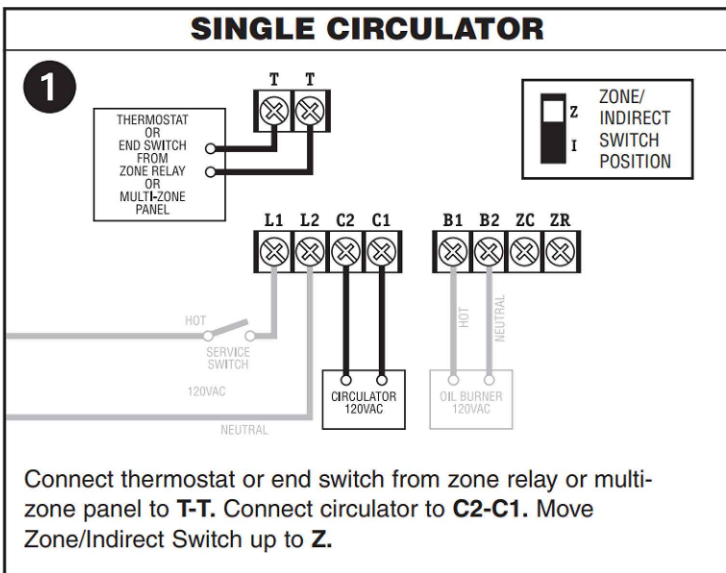 SINGLE CIRCULATOR
1
T T
THERMOSTAT
OR
END SWITCH
FROM
ZONE RELAY
OR
MULTI-ZONE
PANEL
Z
I
ZONE/
INDIRECT
SWITCH
POSITION
L1 L2 C2 C1
B1 B2 ZC ZR
HOT
SERVICE
SWITCH
120VAC
NEUTRAL
CIRCULATOR
120VAC
HOT
NEUTRAL
OIL BURNER
120VAC
Connect thermostat or end switch from zone relay or multi-
zone panel to T-T. Connect circulator to C2-C1. Move
Zone/Indirect Switch up to Z.